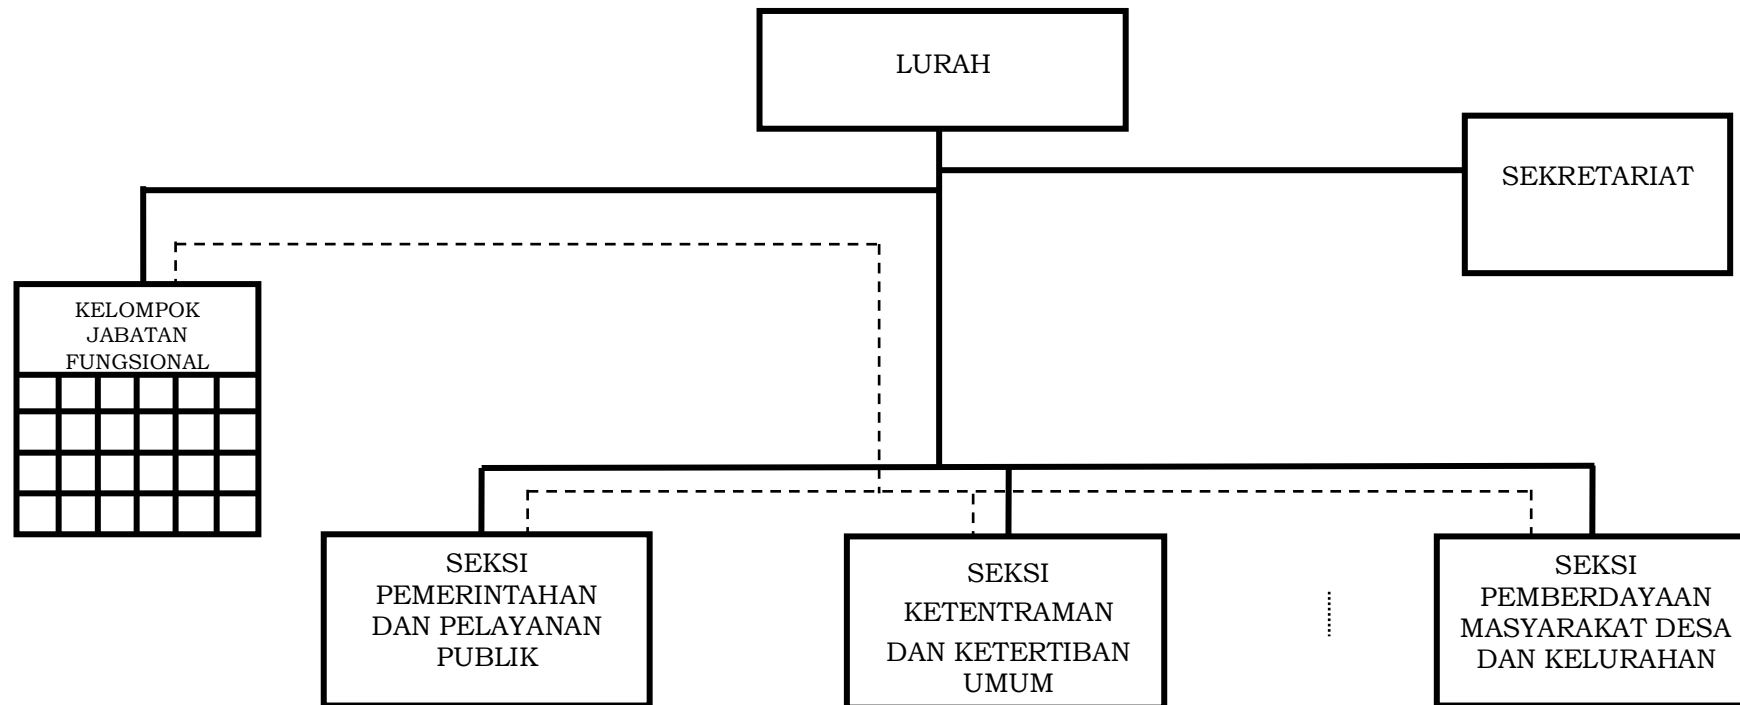 LURAH
SEKRETARIAT
KELOMPOK
JABATAN
FUNGSIONAL
SEKSI
PEMERINTAHAN
DAN PELAYANAN
PUBLIK
SEKSI
KETENTRAMAN
DAN KETERTIBAN
UMUM
SEKSI
PEMBERDAYAAN
MASYARAKAT DESA
DAN KELURAHAN